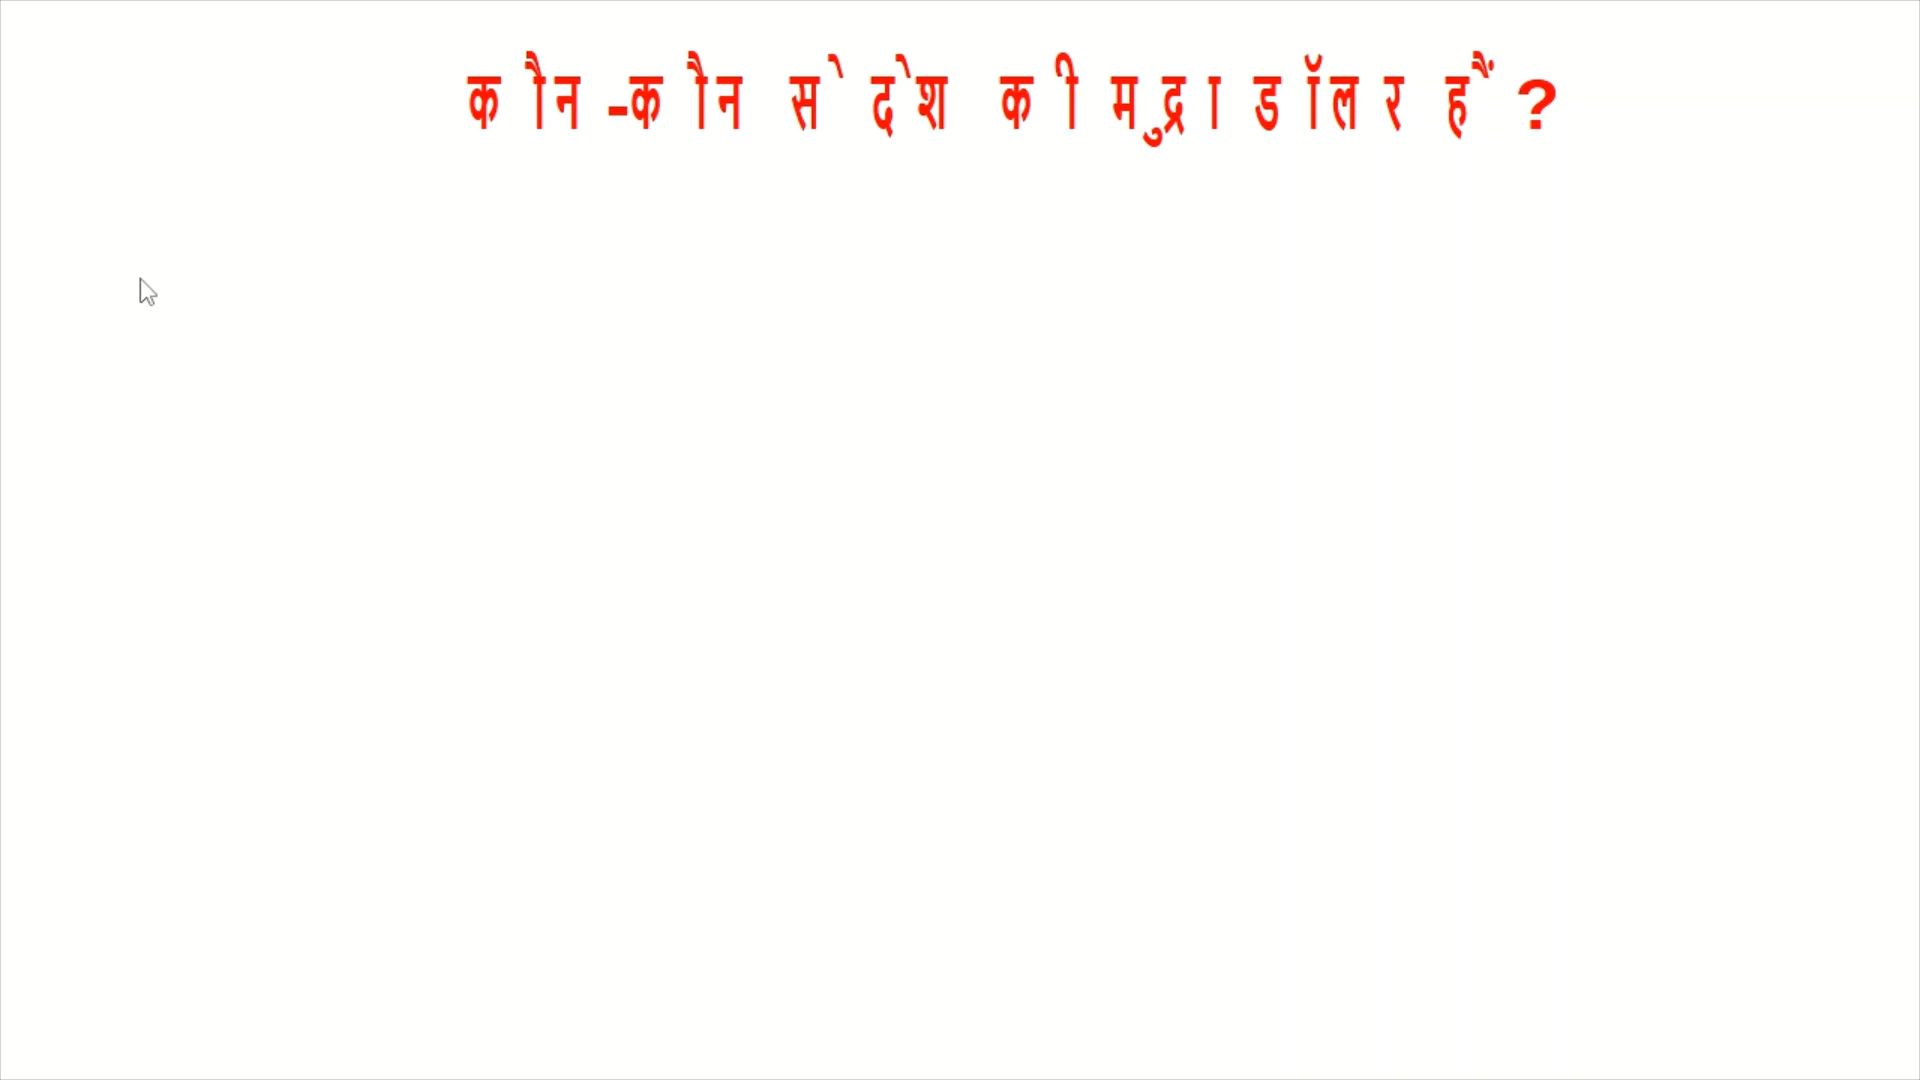 कौन-कौन से देश की मुद्रा डॉलर हैं ?